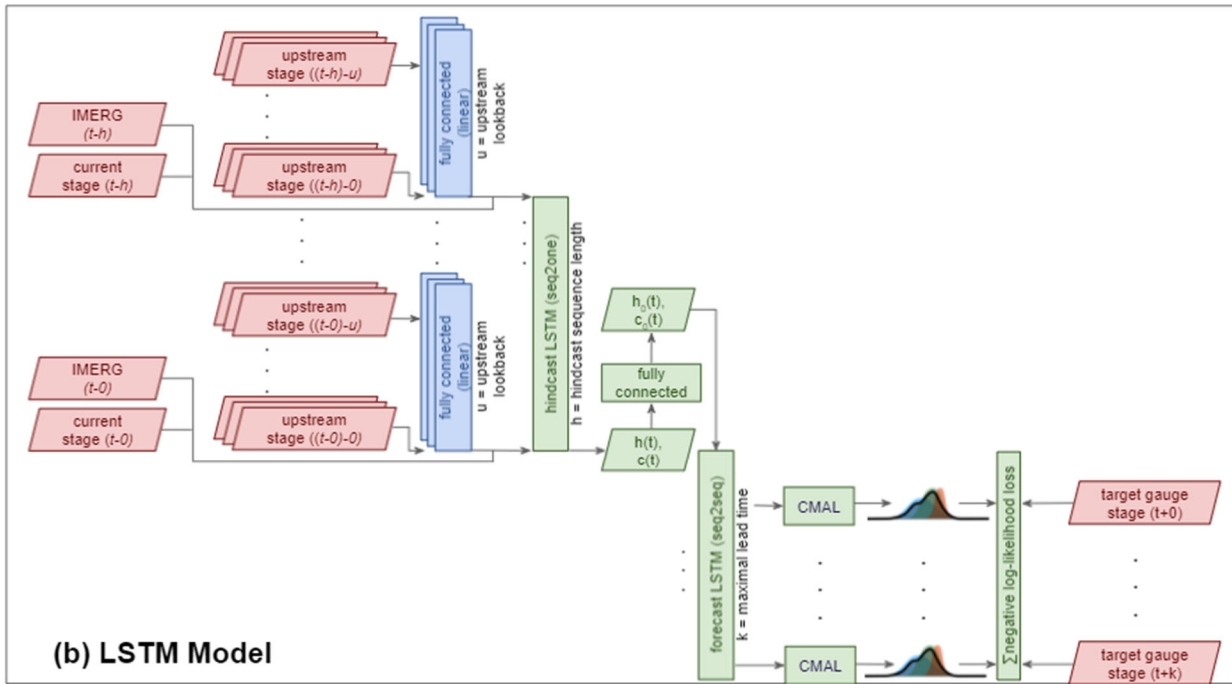 upstream
stage ((t-h)-u)
IMERG
(t-h)
current
stage (t-h)
upstream
stage ((t-h)-0)
fully connected
(linear)
u = upstream
lookback
upstream
stage ((t-0)-u)
IMERG
(t-0)
current
stage (t-0)
upstream
stage ((t-0)-0)
fully connected
(linear)
u = upstream
lookback
hindcast LSTM (seq2one)
h = hindcast sequence length
h₀(t),
c₀(t)
fully
connected
h(t),
c(t)
forecast LSTM (seq2seq)
k = maximal lead time
CMAL
CMAL
∑negative log-likelihood loss
target gauge
stage (t+0)
target gauge
stage (t+k)
(b) LSTM Model